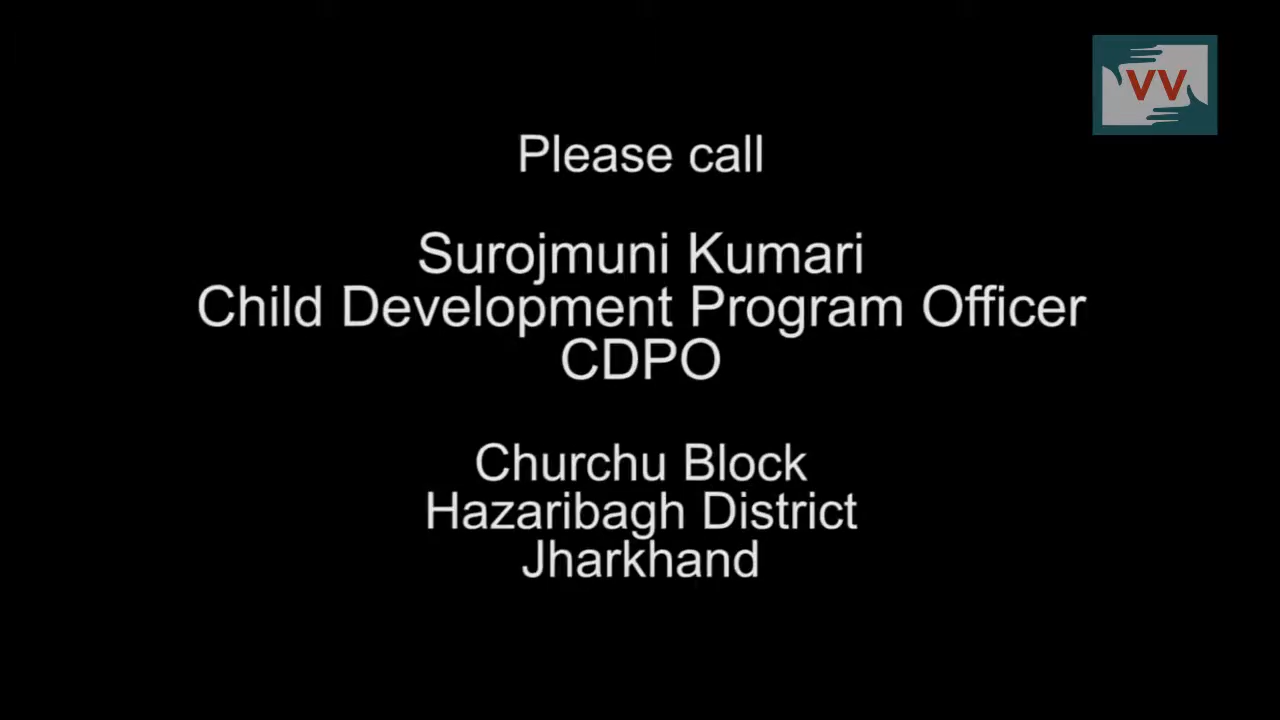 VV
Please call
Surojmuni Kumari
Child Development Program Officer
CDPO
Churchu Block
Hazaribagh District
Jharkhand